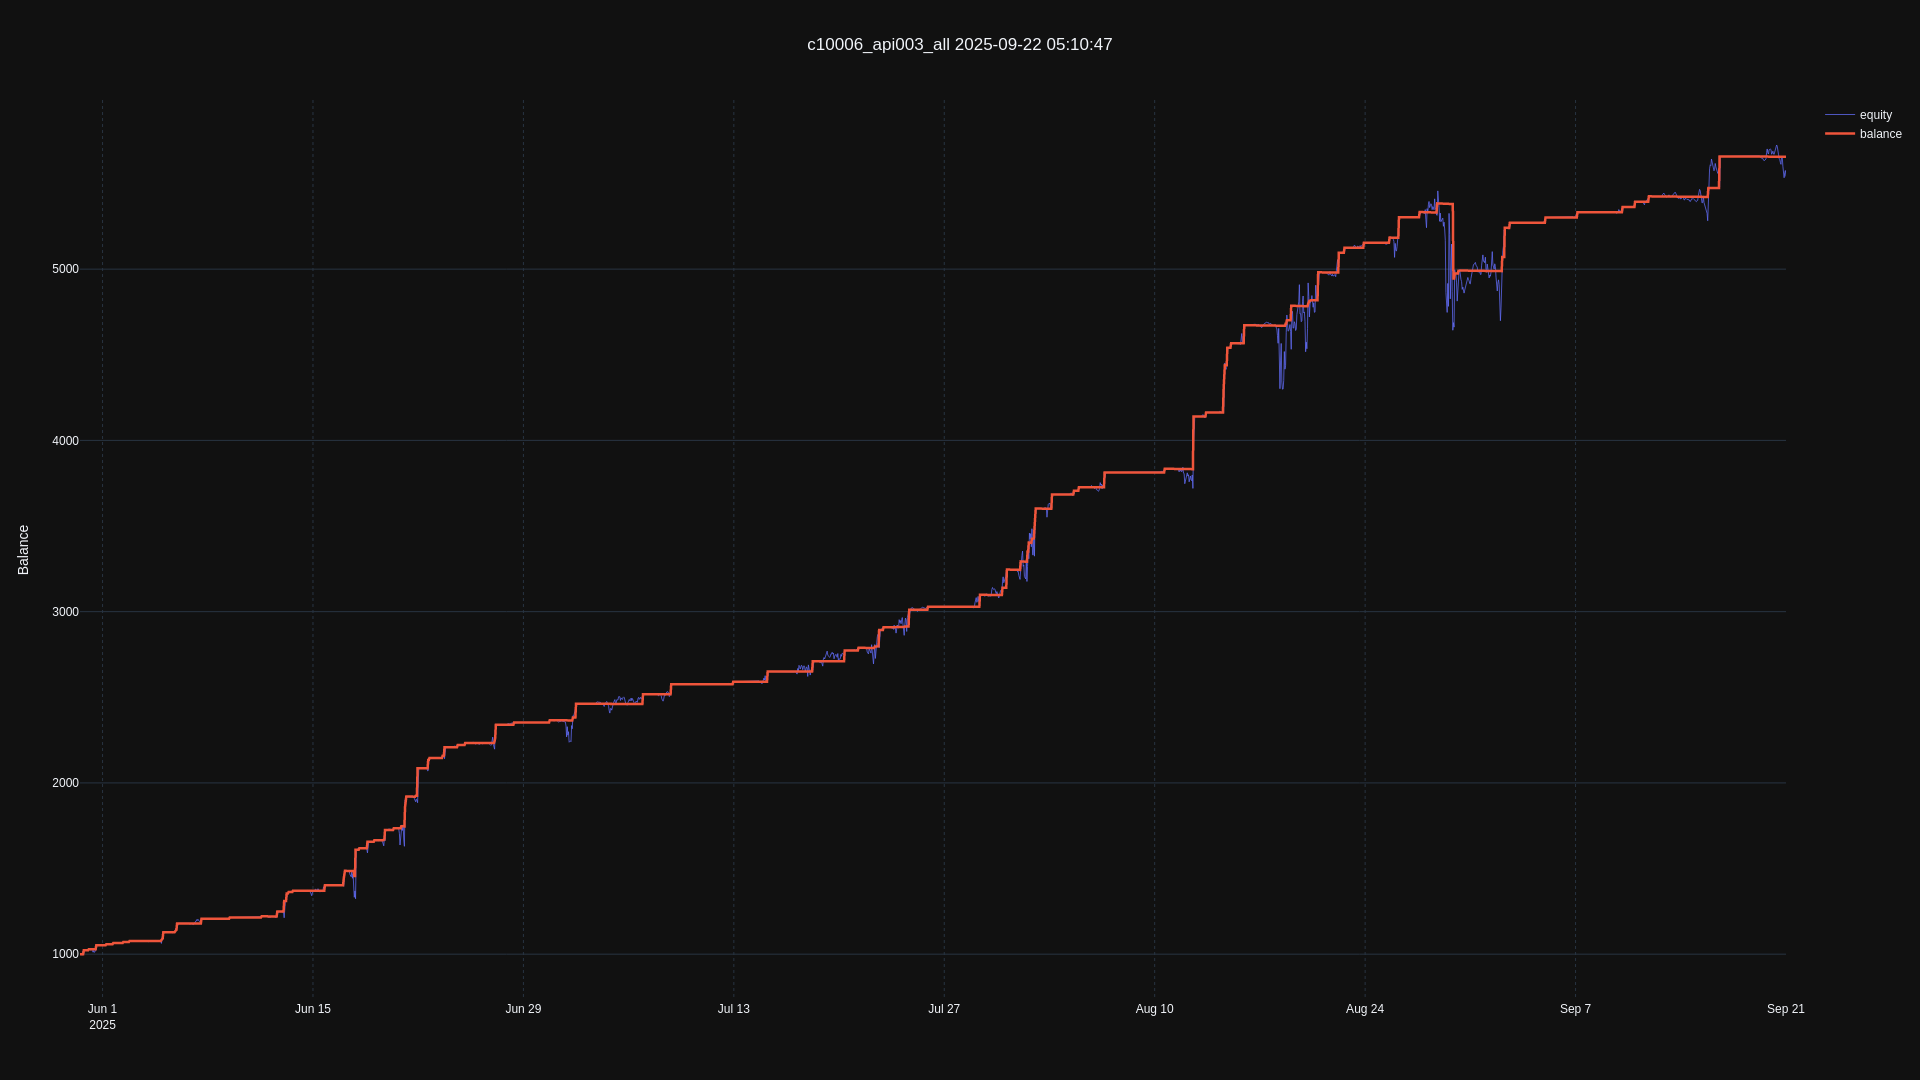 c10006_api003_all 2025-09-22 05:10:47
equity
balance
Balance
5000
4000
3000
2000
1000
Jun 1
2025
Jun 15
Jun 29
Jul 13
Jul 27
Aug 10
Aug 24
Sep 7
Sep 21